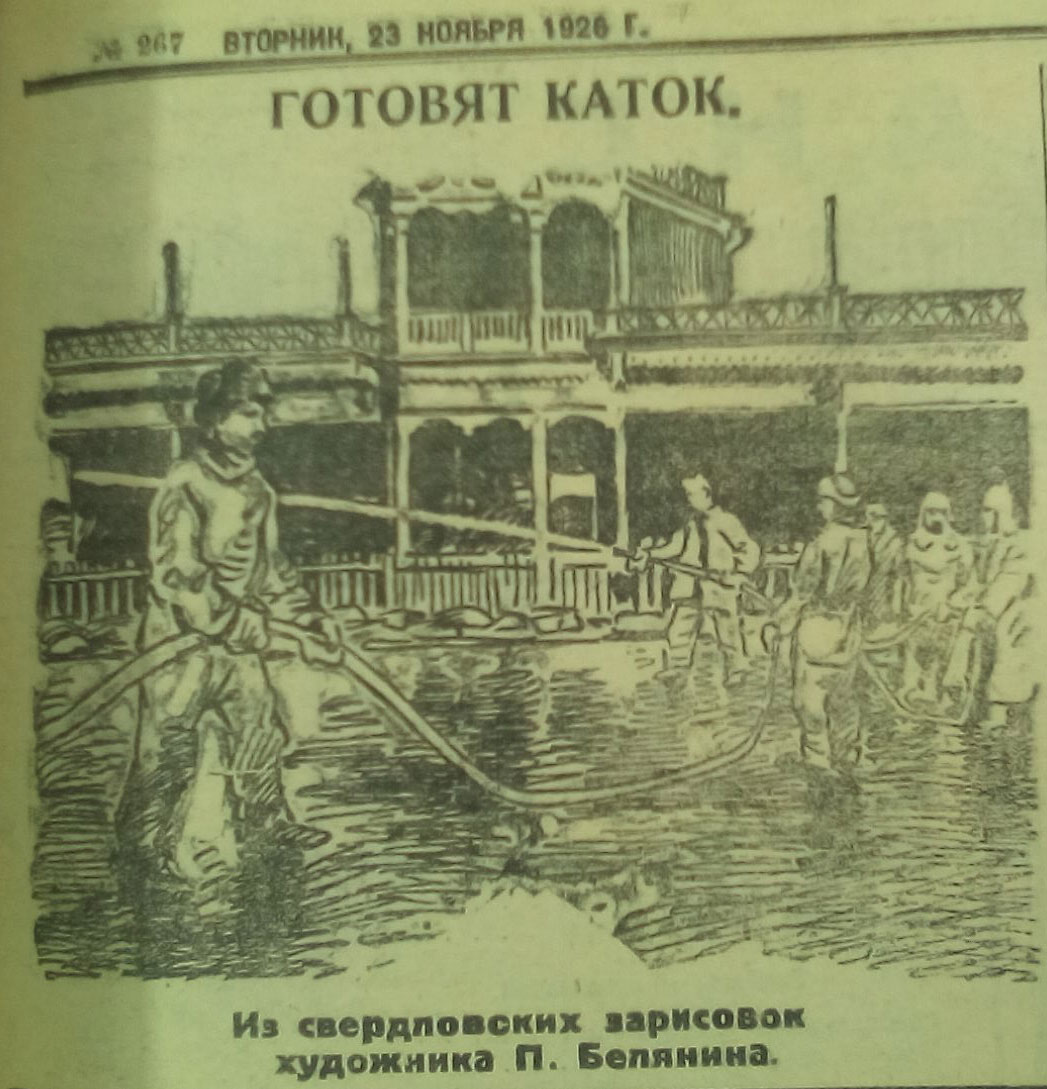 № 267 ВТОРНИК, 23 НОЯБРЯ 1926 Г.
ГОТОВЯТ КАТОК.
Из свердловских зарисовок
художника П. Белянина.